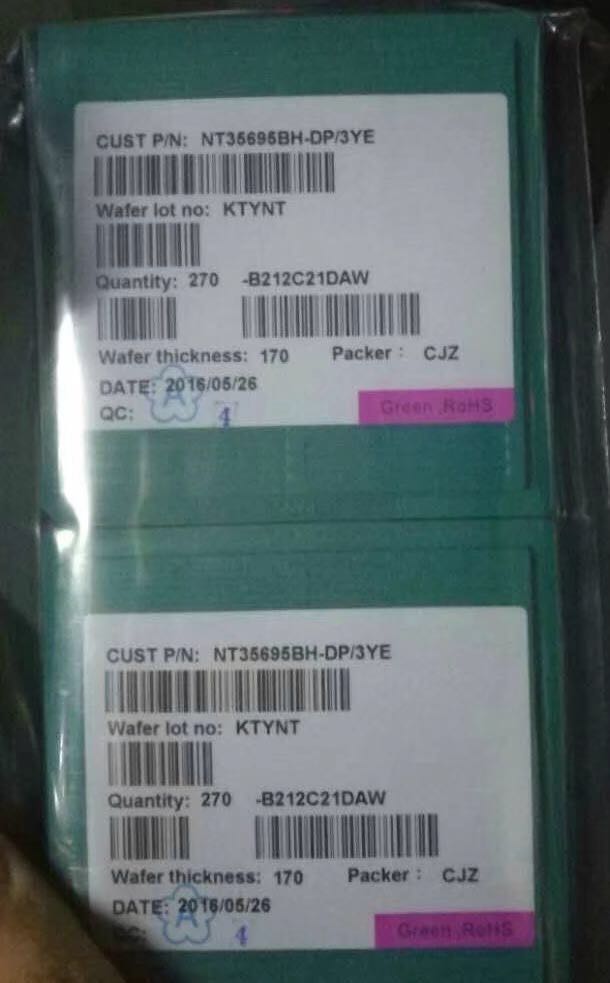 CUST P/N: NT35695BH-DP/3YE
Wafer lot no: KTYNT
Quantity: 270 -B212C21DAW
Wafer thickness: 170 Packer : CJZ
DATE: 2016/05/26
A
QC: 4
Green ,RoHS
CUST P/N: NT35695BH-DP/3YE
Wafer lot no: KTYNT
Quantity: 270 -B212C21DAW
Wafer thickness: 170 Packer : CJZ
DATE: 2016/05/26
A
QC: 4
Green ,RoHS